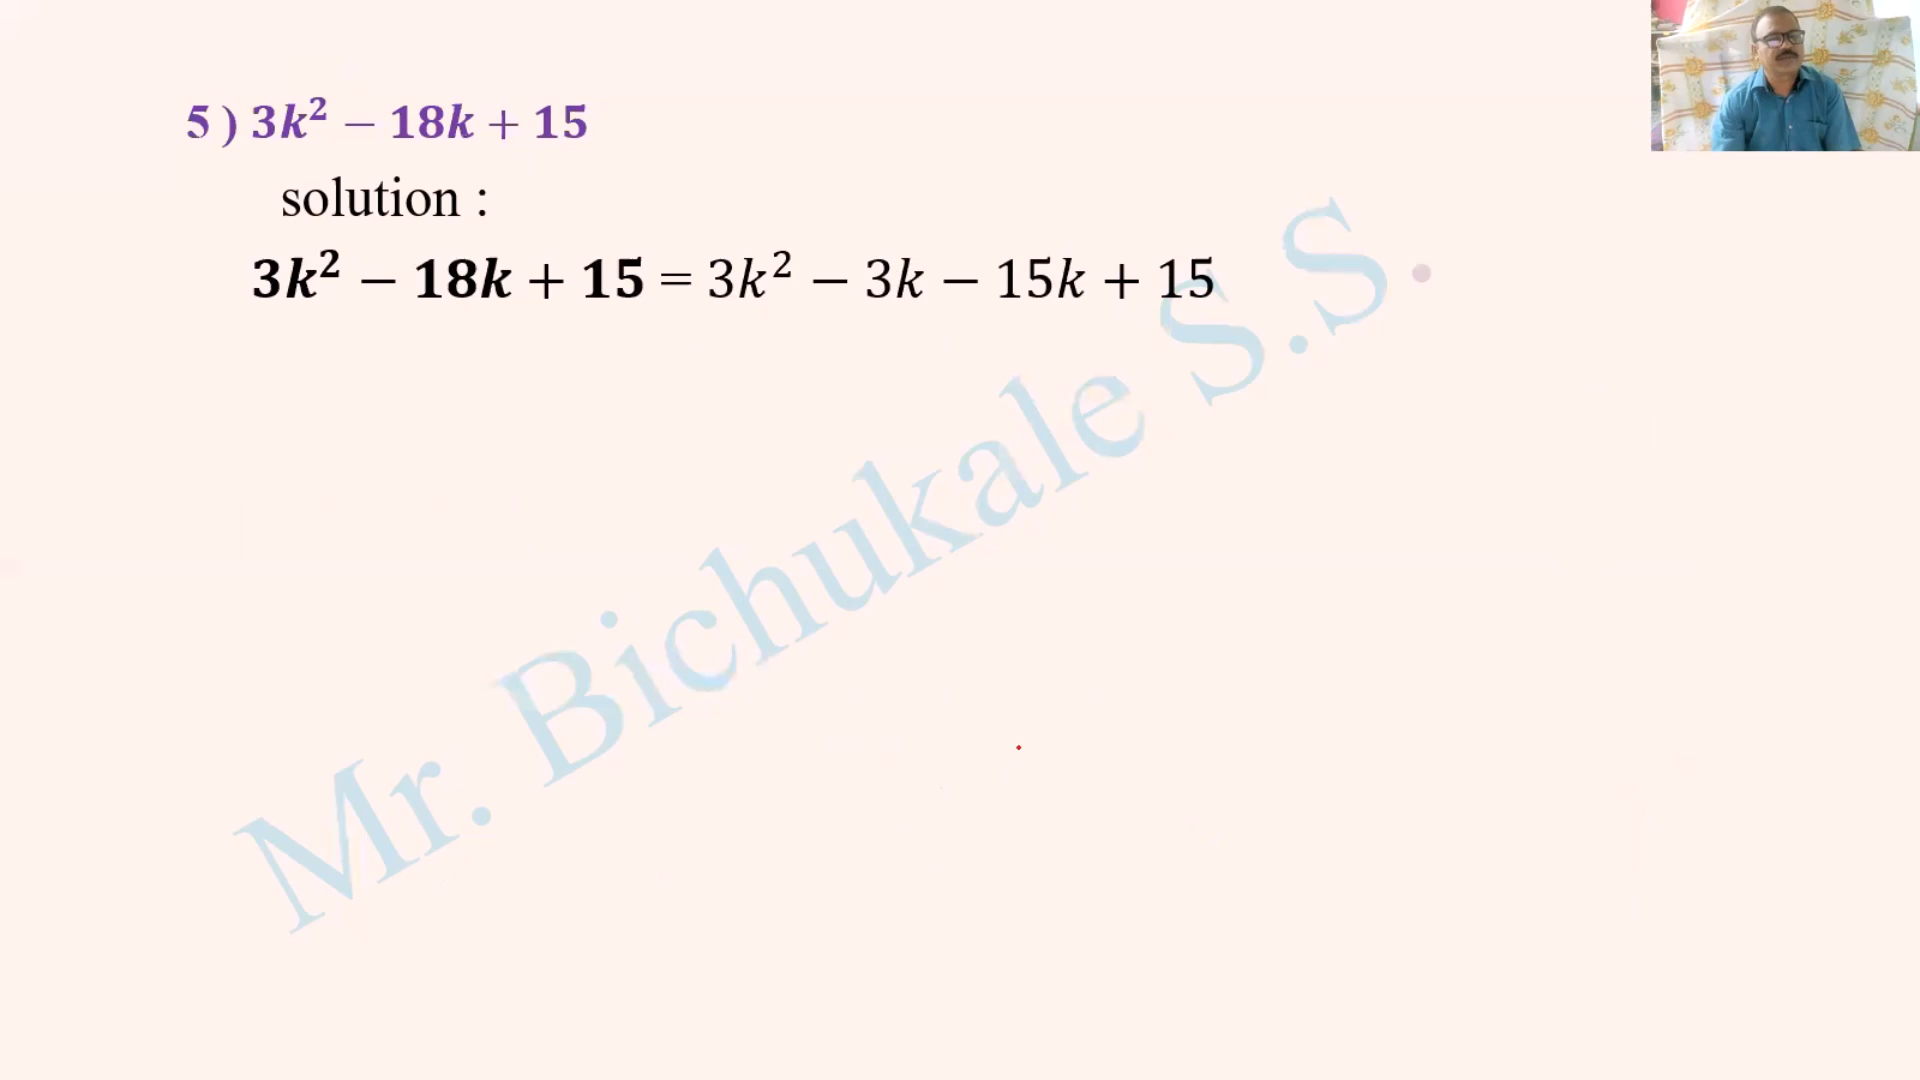 5 ) 3k² − 18k + 15
solution :
3k² − 18k + 15 = 3k² − 3k − 15k + 15
Mr. Bichukale S.S.